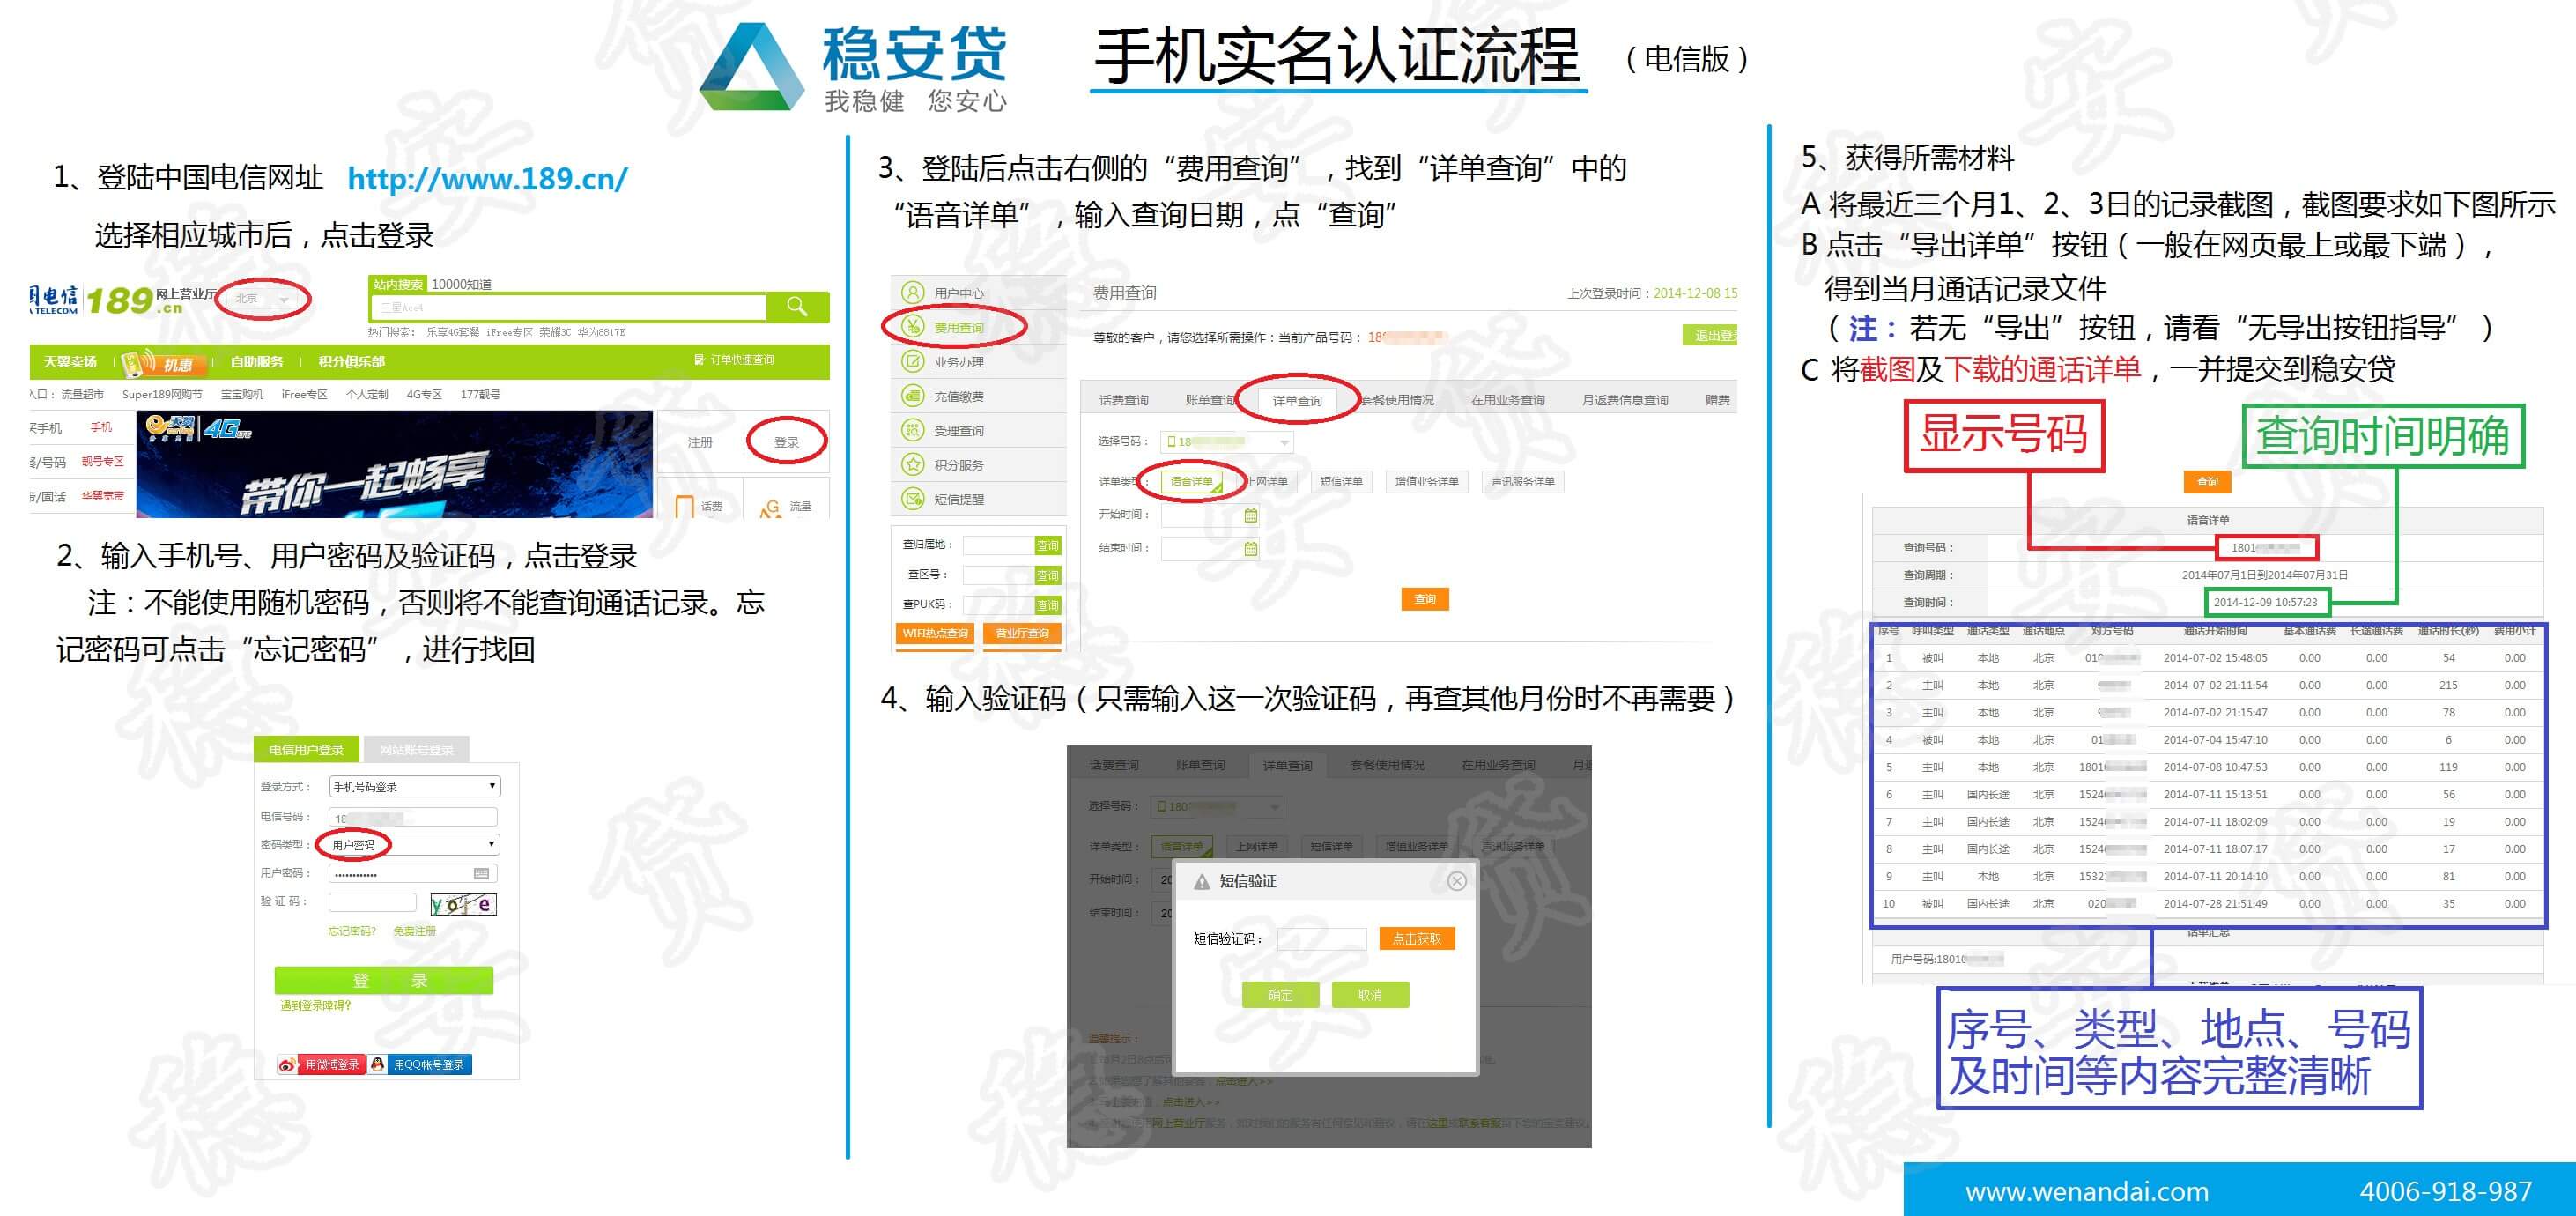 稳安贷
我稳健 您安心
手机实名认证流程 （电信版）
1、登陆中国电信网址 http://www.189.cn/
选择相应城市后，点击登录
电信 189 网上营业厅 北京
TELECOM .cn
站内搜索 10000知道
三星Ace4
热门搜索： 乐享4G套餐 iFree专区 荣耀3C 华为8817E
天翼卖场 机惠 自助服务 积分俱乐部 订单快速查询
入口： 流量超市 Super189网购节 宝宝购机 iFree专区 个人定制 4G专区 177靓号
买手机 手机
/号码 靓号专区
/固话 华翼宽带
天翼 4G
带你一起畅享
注册 登录
话费 流量
2、输入手机号、用户密码及验证码，点击登录
注：不能使用随机密码，否则将不能查询通话记录。忘
记密码可点击“忘记密码”，进行找回
电信用户登录 网站账号登录
登录方式： 手机号码登录
电信号码： 18
密码类型： 用户密码
用户密码： ••••••••••••
验 证 码：
忘记密码? 免费注册
登 录
遇到登录障碍?
用微博登录 用QQ帐号登录
3、登陆后点击右侧的“费用查询”，找到“详单查询”中的
“语音详单”，输入查询日期，点“查询”
用户中心
费用查询
业务办理
充值缴费
受理查询
积分服务
短信提醒
查归属地： 查询
查区号： 查询
查PUK码： 查询
WIFI热点查询 营业厅查询
费用查询 上次登录时间：2014-12-08 15
尊敬的客户，请您选择所需操作：当前产品号码： 18 退出登录
话费查询 账单查询 详单查询 套餐使用情况 在用业务查询 月返费信息查询 赠费
选择号码： 18
详单类型： 语音详单 上网详单 短信详单 增值业务详单 声讯服务详单
开始时间：
结束时间：
查询
4、输入验证码（只需输入这一次验证码，再查其他月份时不再需要）
话费查询 账单查询 详单查询 套餐使用情况 在用业务查询 月返
选择号码： 1801
详单类型： 语音详单 上网详单 短信详单 增值业务详单 声讯服务详单
开始时间： 20
结束时间： 20
短信验证
短信验证码： 点击获取
确定 取消
温馨提示：
点击进入>>
点击进入>>
网上营业厅
5、获得所需材料
A 将最近三个月1、2、3日的记录截图，截图要求如下图所示
B 点击“导出详单”按钮（一般在网页最上或最下端），
得到当月通话记录文件
（ 注： 若无“导出”按钮，请看“无导出按钮指导” ）
C 将截图及下载的通话详单，一并提交到稳安贷
显示号码 查询时间明确
查询
语音详单
查询号码： 1801
查询周期： 2014年07月1日到2014年07月31日
查询时间： 2014-12-09 10:57:23
序号 呼叫类型 通话类型 通话地点 对方号码 通话开始时间 基本通话费 长途通话费 通话时长(秒) 费用小计
1 被叫 本地 北京 010 2014-07-02 15:48:05 0.00 0.00 54 0.00
2 主叫 本地 北京 9 2014-07-02 21:11:54 0.00 0.00 215 0.00
3 主叫 本地 北京 9 2014-07-02 21:15:47 0.00 0.00 78 0.00
4 被叫 本地 北京 01 2014-07-04 15:47:10 0.00 0.00 6 0.00
5 主叫 本地 北京 1801 2014-07-08 10:47:53 0.00 0.00 119 0.00
6 主叫 国内长途 北京 1524 2014-07-11 15:13:51 0.00 0.00 56 0.00
7 主叫 国内长途 北京 1524 2014-07-11 18:02:09 0.00 0.00 19 0.00
8 主叫 国内长途 北京 1524 2014-07-11 18:07:17 0.00 0.00 17 0.00
9 主叫 本地 北京 1532 2014-07-11 20:14:10 0.00 0.00 81 0.00
10 被叫 国内长途 北京 020 2014-07-28 21:51:49 0.00 0.00 35 0.00
话单汇总
用户号码:1801
序号、类型、地点、号码
及时间等内容完整清晰
www.wenandai.com 4006-918-987